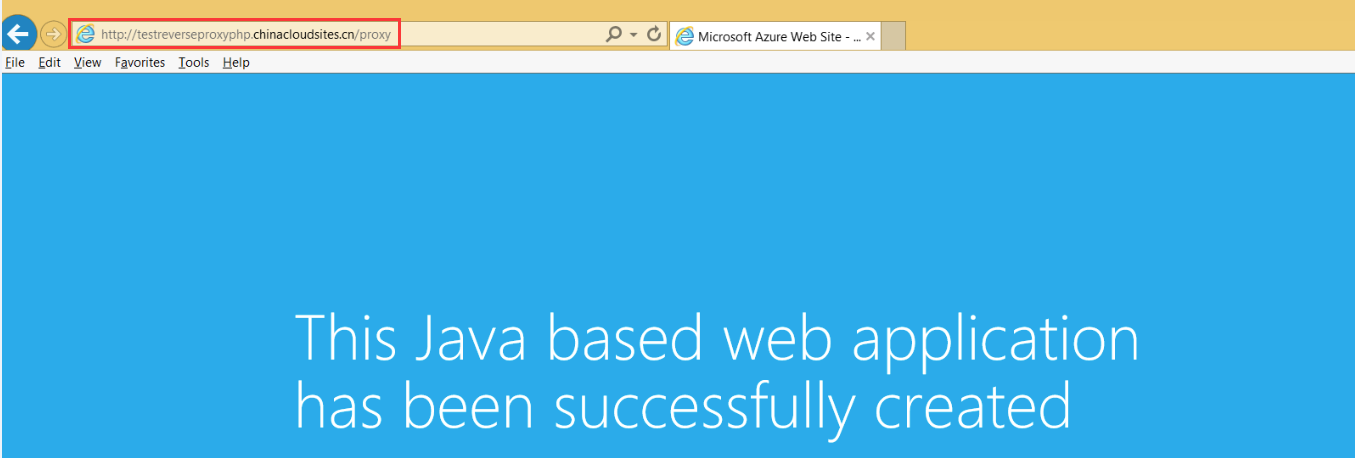 http://testreverseproxyphp.chinacloudsites.cn/proxy
Microsoft Azure Web Site - ...
File Edit View Favorites Tools Help
This Java based web application
has been successfully created